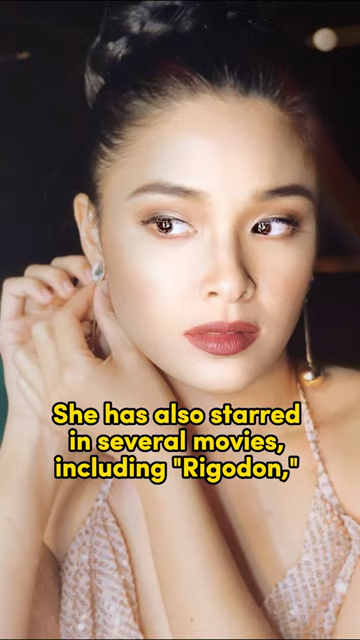 She has also starred
in several movies,
including "Rigodon,"